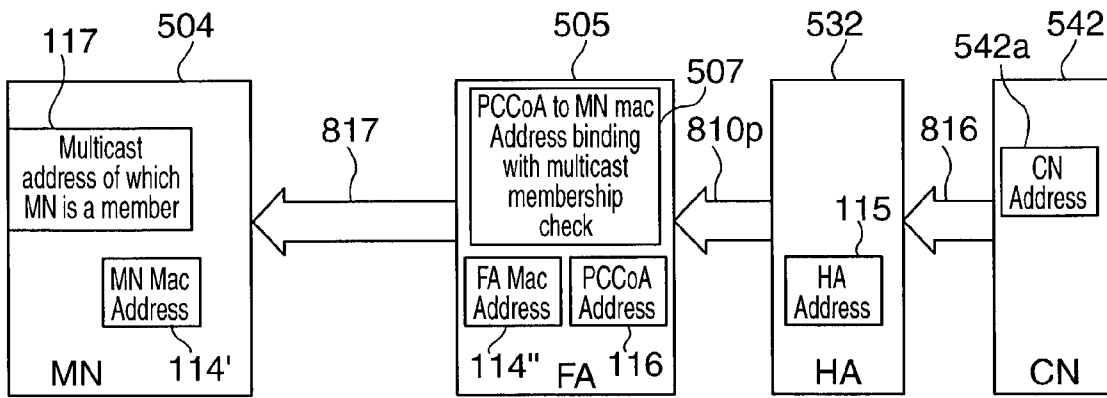 117
504
505
507
532
542a
542
817
810p
816
Multicast
address of which
MN is a member
PCCoA to MN mac
Address binding
with multicast
membership
check
CN
Address
115
MN Mac
Address
FA Mac
Address
PCCoA
Address
HA
Address
114'
114"
116
MN
FA
HA
CN